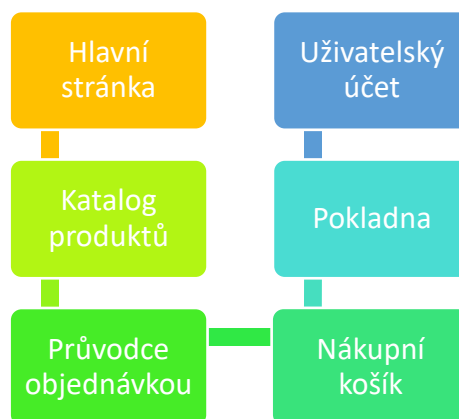 Hlavní
stránka
Katalog
produktů
Průvodce
objednávkou
Nákupní
košík
Pokladna
Uživatelský
účet